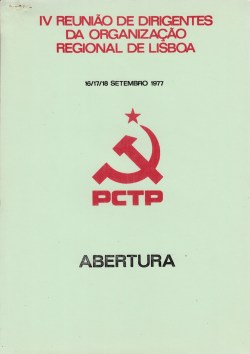 IV REUNIÃO DE DIRIGENTES
DA ORGANIZAÇÃO
REGIONAL DE LISBOA
16/17/18 SETEMBRO 1977
PCTP
ABERTURA